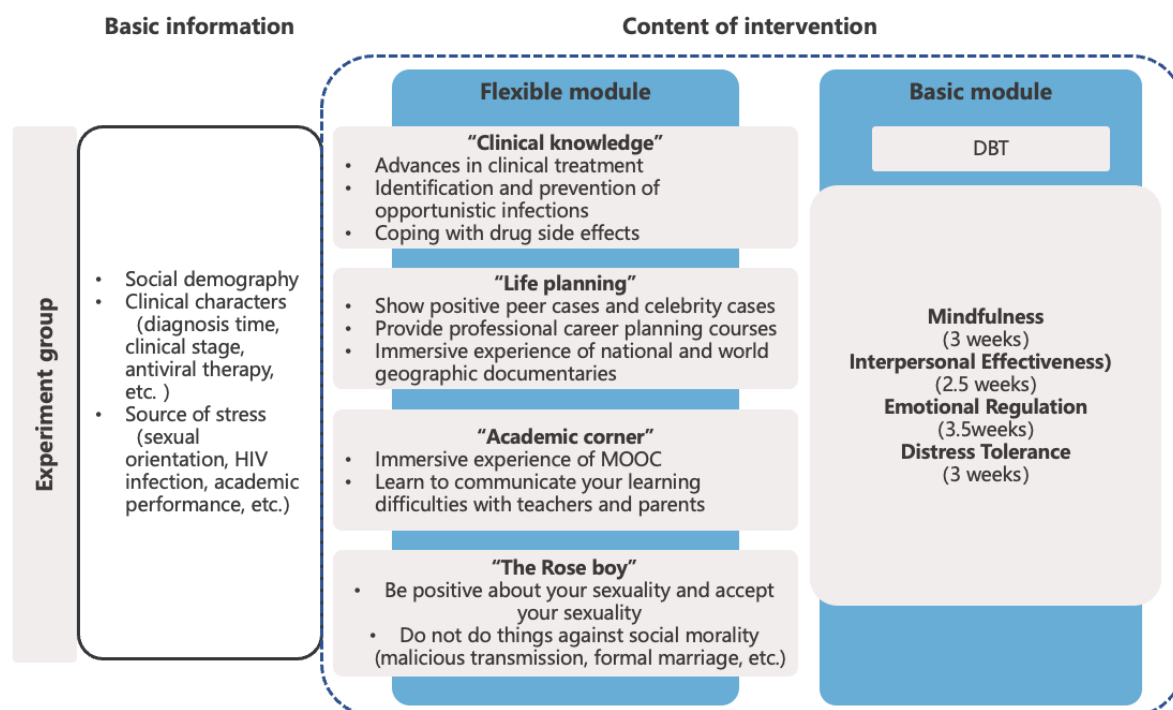 Basic information
Content of intervention
Experiment group
• Social demography
• Clinical characters
(diagnosis time,
clinical stage,
antiviral therapy,
etc. )
• Source of stress
(sexual
orientation, HIV
infection, academic
performance, etc.)
Flexible module
“Clinical knowledge”
• Advances in clinical treatment
• Identification and prevention of
opportunistic infections
• Coping with drug side effects
“Life planning”
• Show positive peer cases and celebrity cases
• Provide professional career planning courses
• Immersive experience of national and world
geographic documentaries
“Academic corner”
• Immersive experience of MOOC
• Learn to communicate your learning
difficulties with teachers and parents
“The Rose boy”
• Be positive about your sexuality and accept
your sexuality
• Do not do things against social morality
(malicious transmission, formal marriage, etc.)
Basic module
DBT
Mindfulness
(3 weeks)
Interpersonal Effectiveness)
(2.5 weeks)
Emotional Regulation
(3.5weeks)
Distress Tolerance
(3 weeks)